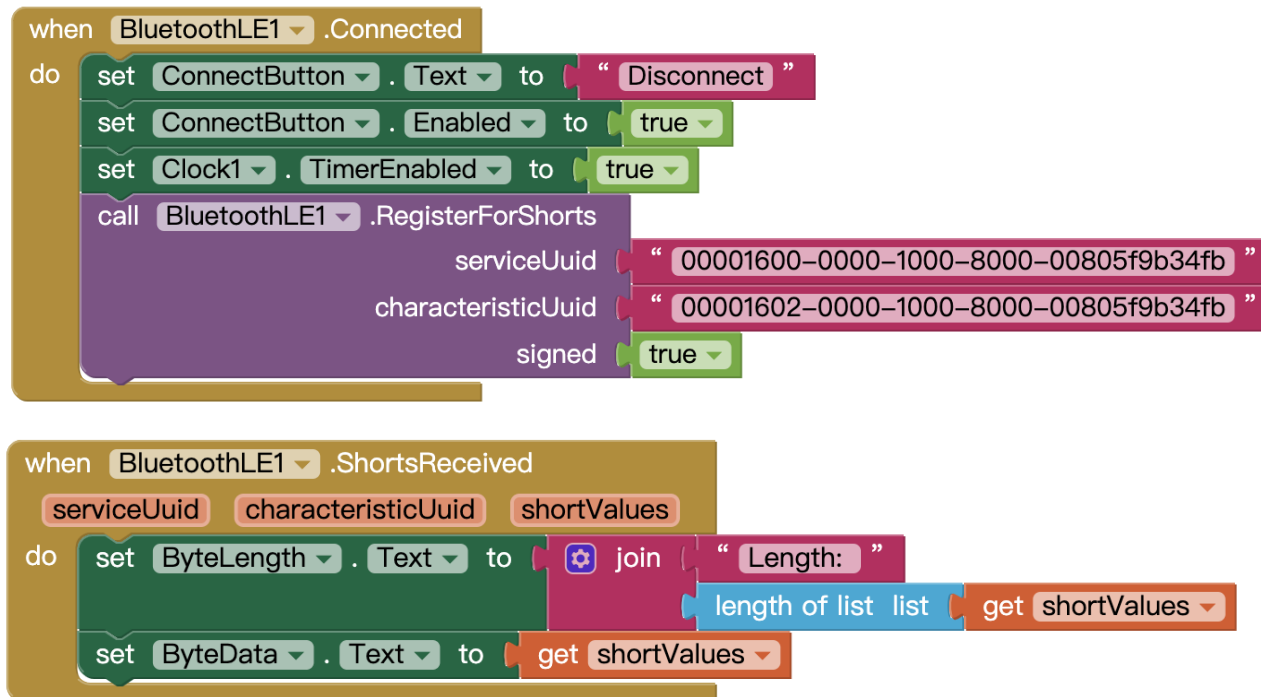 when BluetoothLE1 .Connected
do set ConnectButton . Text to “ Disconnect ”
set ConnectButton . Enabled to true
set Clock1 . TimerEnabled to true
call BluetoothLE1 .RegisterForShorts
serviceUuid “ 00001600-0000-1000-8000-00805f9b34fb ”
characteristicUuid “ 00001602-0000-1000-8000-00805f9b34fb ”
signed true
when BluetoothLE1 .ShortsReceived
serviceUuid characteristicUuid shortValues
do set ByteLength . Text to join “ Length: ”
length of list list get shortValues
set ByteData . Text to get shortValues